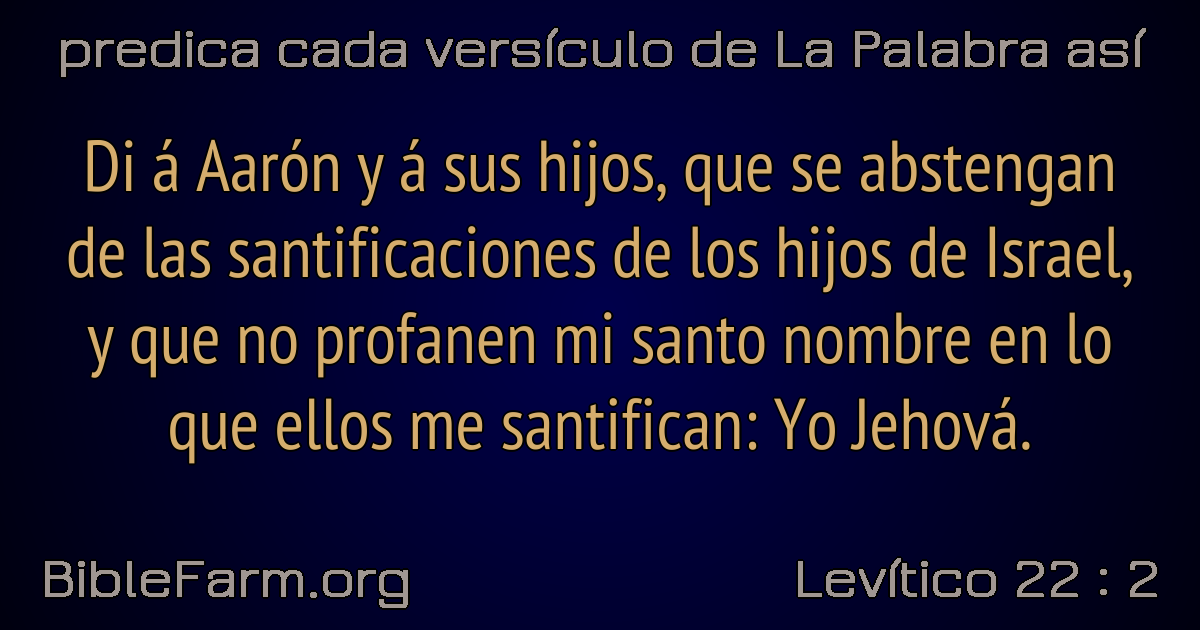 predica cada versículo de La Palabra así
Di á Aarón y á sus hijos, que se abstengan
de las santificaciones de los hijos de Israel,
y que no profanen mi santo nombre en lo
que ellos me santifican: Yo Jehová.
BibleFarm.org
Levítico 22 : 2